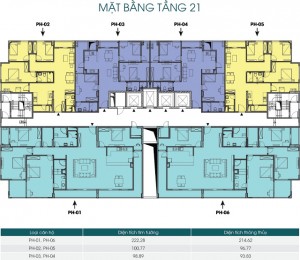 MẶT BẰNG TẦNG 21
PH-02
PH-03
PH-04
PH-05
PH-01
PH-06
Loại căn hộ Diện tích tim tường Diện tích thông thủy
PH-01, PH-06 222.28 214.62
PH-02, PH-05 100.77 96.77
PH-03, PH-04 98.89 93.83